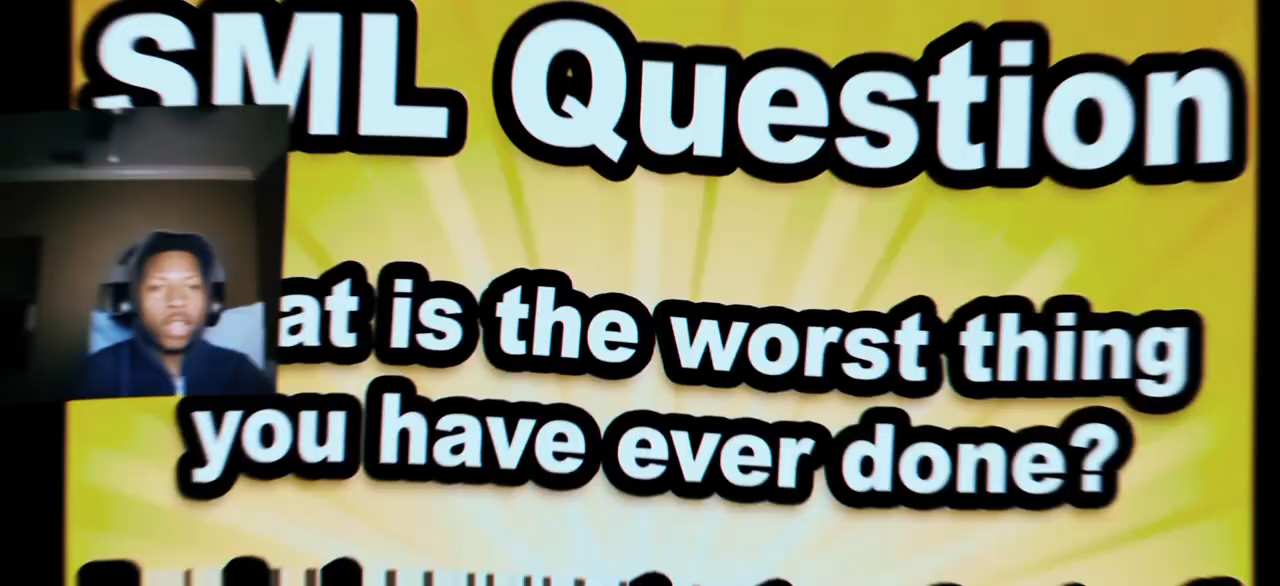 SML Question
at is the worst thing
you have ever done?